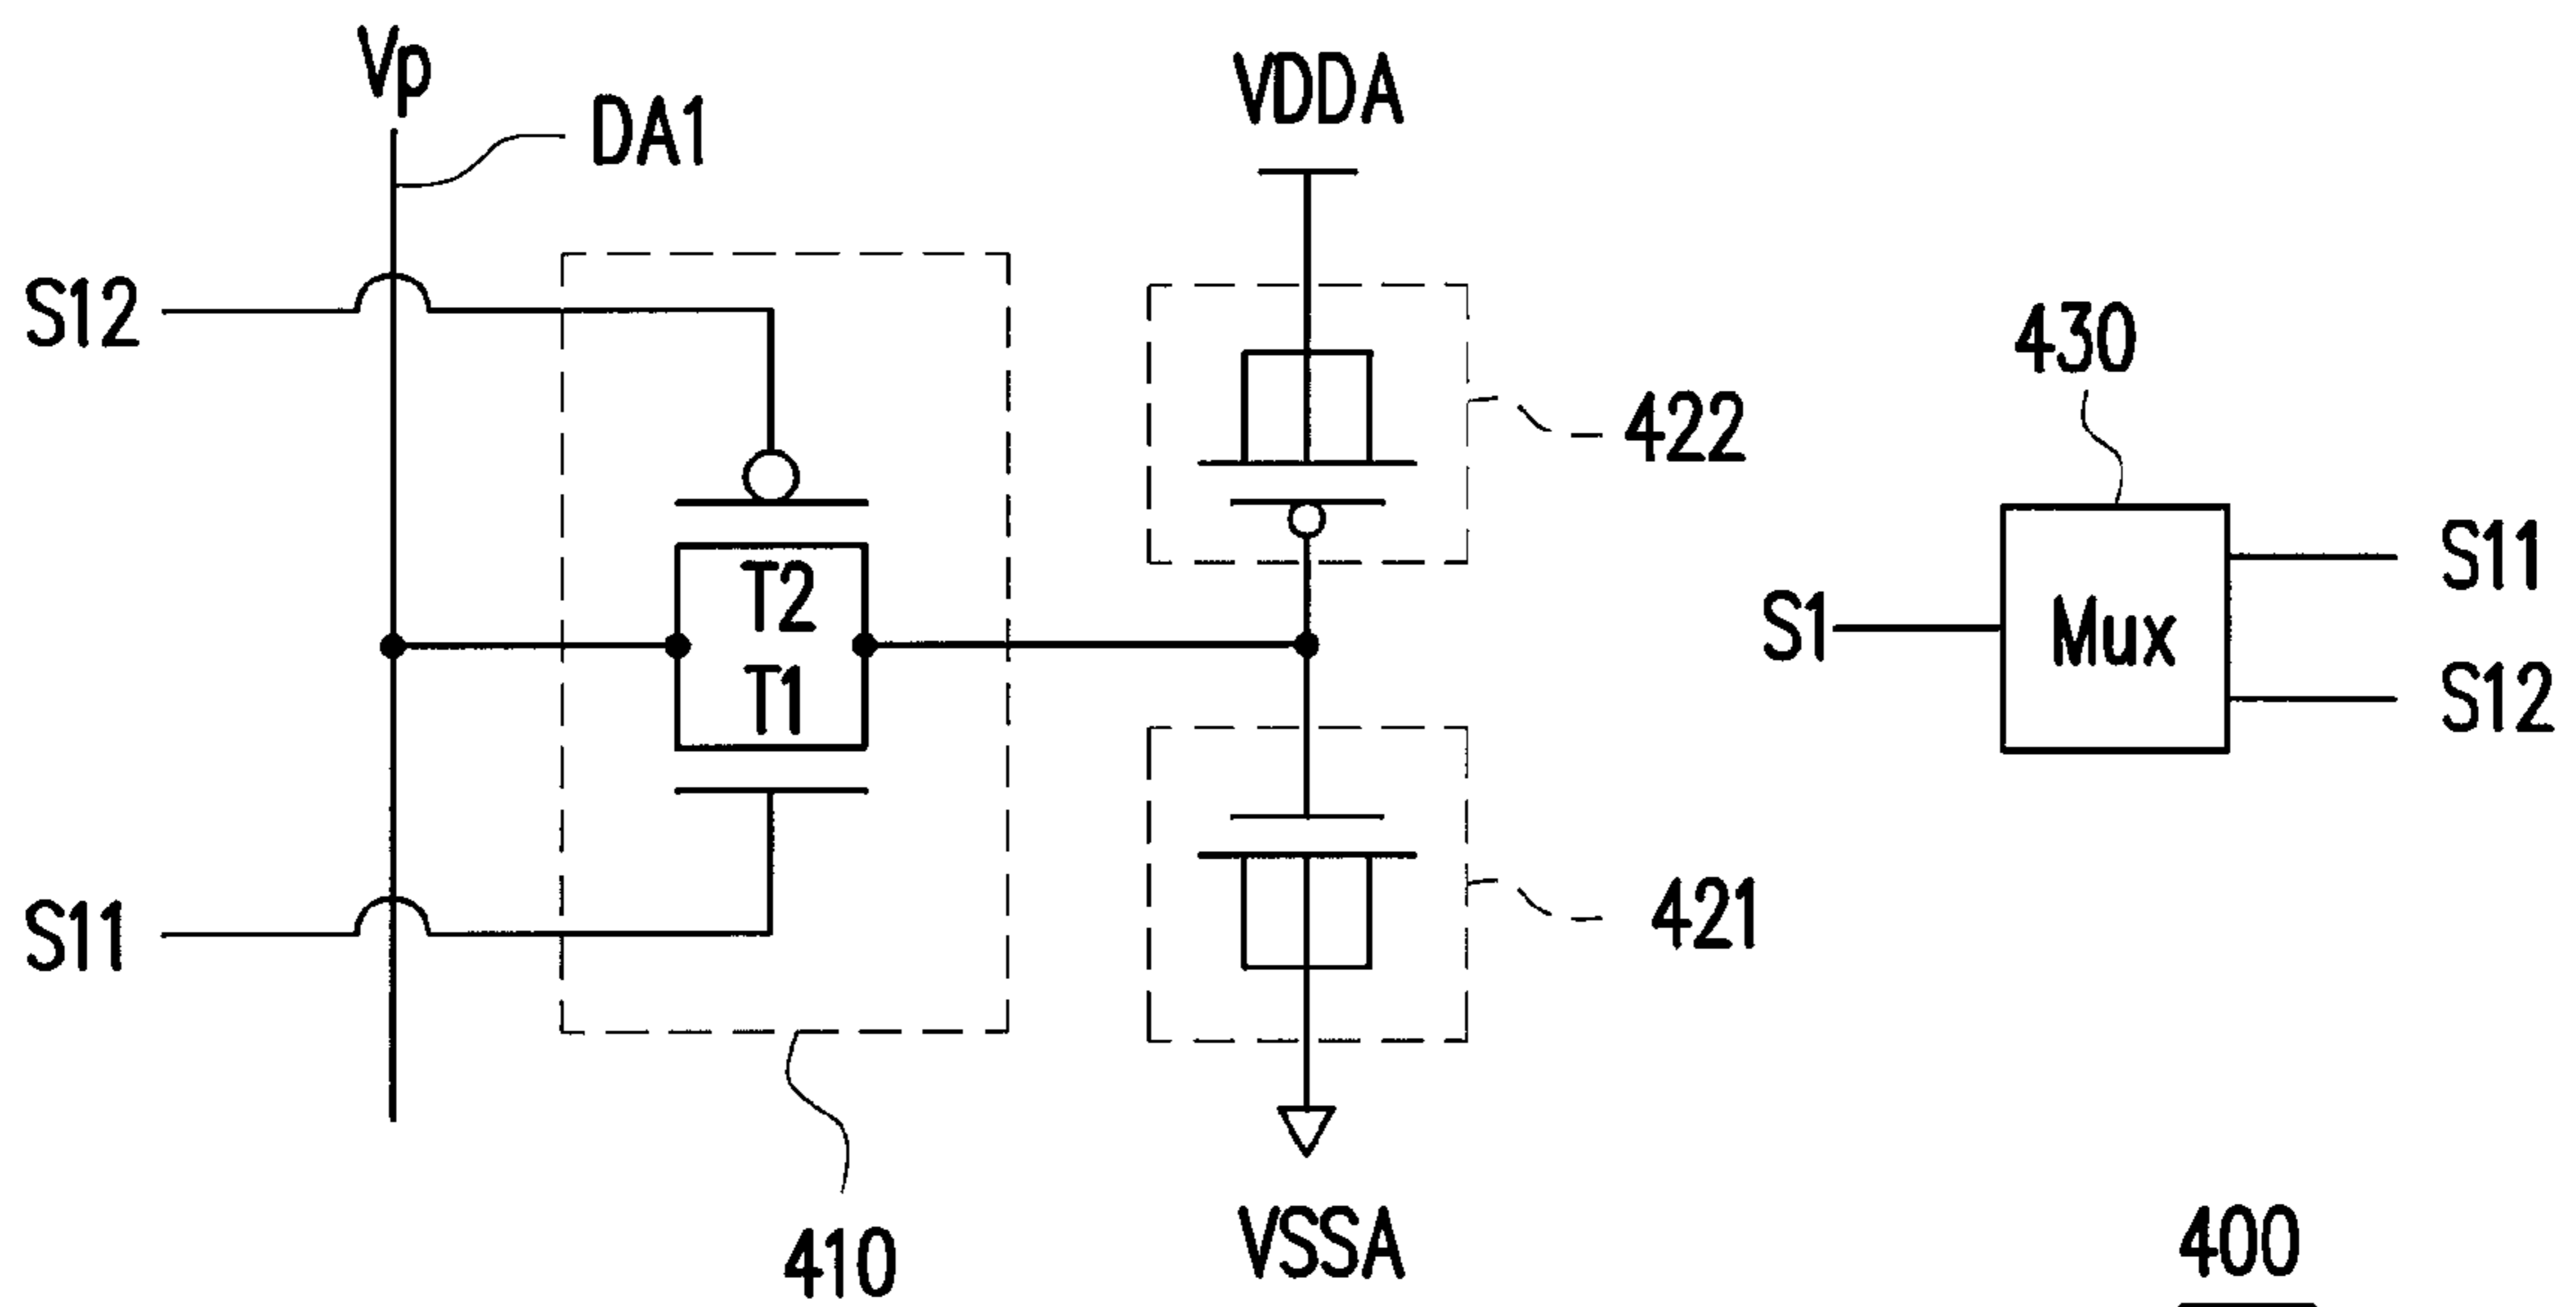 Vp
DA1
VDDA
S12
430
422
S11
T2
S1
Mux
T1
S12
S11
421
410
VSSA
400